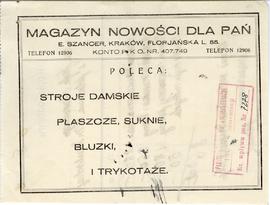 MAGAZYN NOWOŚCI DLA PAŃ
E. SZANCER, KRAKÓW, FLORJAŃSKA L. 55.
TELEFON 12906 KONTO P. K. O. NR. 407.749 TELEFON 12906
POLECA:
STROJE DAMSKIE
PŁASZCZE, SUKNIE,
BLUZKI,
I TRYKOTAŻE.